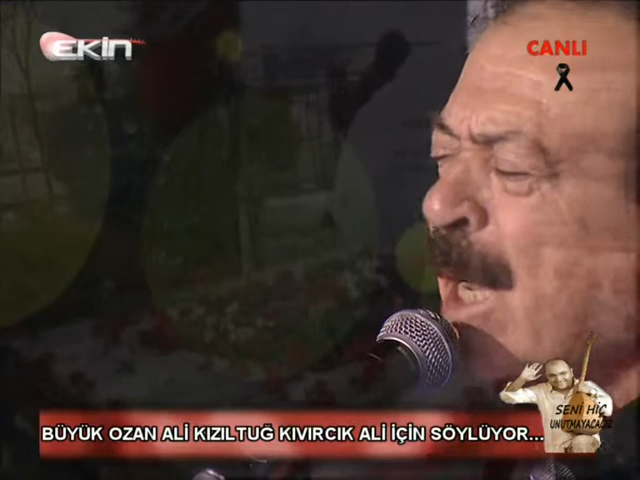 EKİN
CANLI
SENİ HİÇ
UNUTMAYACAĞIZ
BÜYÜK OZAN ALİ KIZILTUĞ KIVIRCIK ALİ İÇİN SÖYLÜYOR...